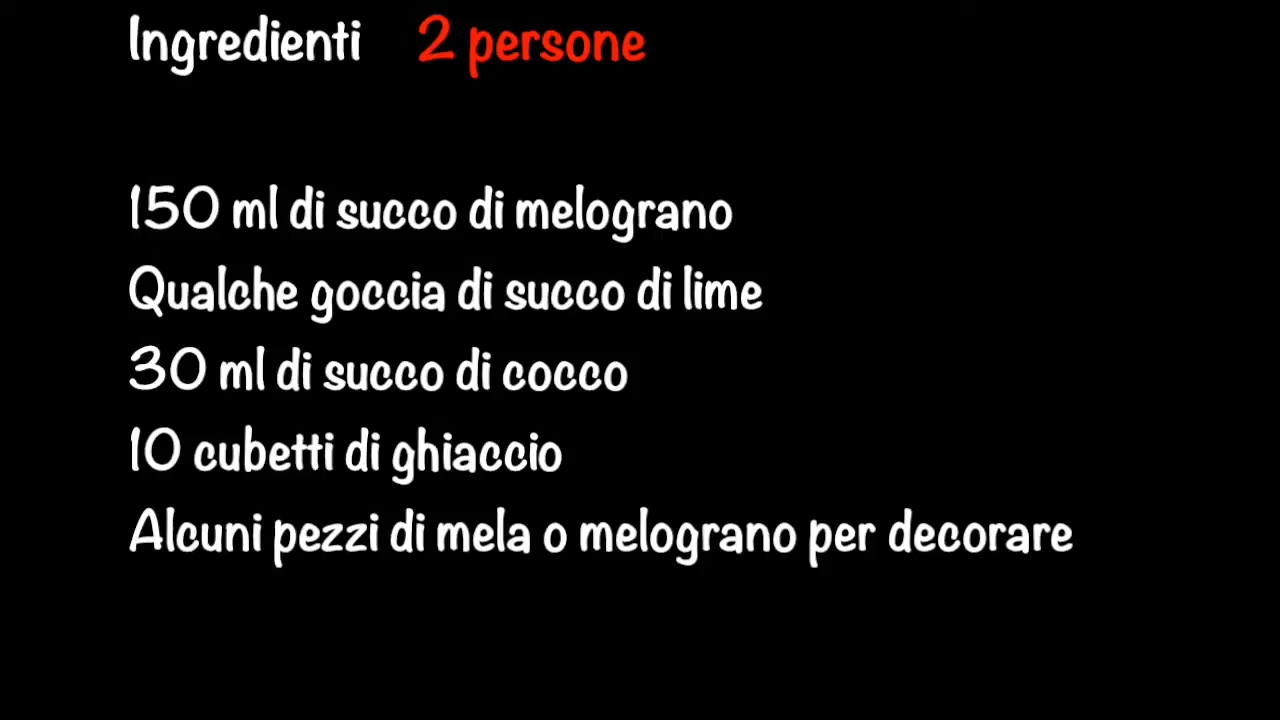 Ingredienti 2 persone
150 ml di succo di melograno
Qualche goccia di succo di lime
30 ml di succo di cocco
10 cubetti di ghiaccio
Alcuni pezzi di mela o melograno per decorare